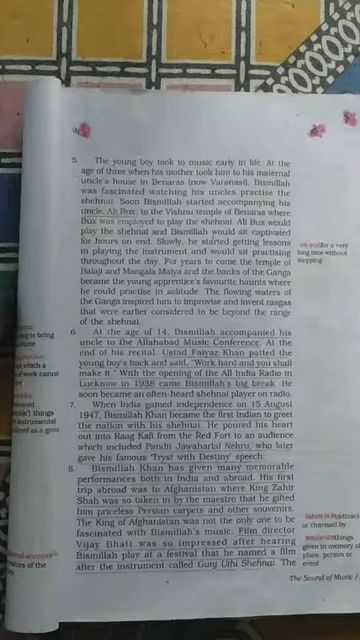 5. The young boy took to music early in life. At the
age of three when his mother took him to his maternal
uncle's house in Benaras (now Varanasi), Bismillah
was fascinated watching his uncles practise the
shehnai. Soon Bismillah started accompanying his
uncle, Ali Bux, to the Vishnu temple of Benaras where
Bux was employed to play the shehnai. Ali Bux would
play the shehnai and Bismillah would sit captivated
for hours on end. Slowly, he started getting lessons
in playing the instrument and would sit practising
throughout the day. For years to come the temple of
Balaji and Mangala Maiya and the banks of the Ganga
became the young apprentice's favourite haunts where
he could practise in solitude. The flowing waters of
the Ganga inspired him to improvise and invent raagas
that were earlier considered to be beyond the range
of the shehnai.
6. At the age of 14, Bismillah accompanied his
uncle to the Allahabad Music Conference. At the
end of his recital, Ustad Faiyaz Khan patted the
young boy's back and said, "Work hard and you shall
make it." With the opening of the All India Radio in
Lucknow in 1938 came Bismillah's big break. He
soon became an often-heard shehnai player on radio.
7. When India gained independence on 15 August
1947, Bismillah Khan became the first Indian to greet
the nation with his shehnai. He poured his heart
out into Raag Kafi from the Red Fort to an audience
which included Pandit Jawaharlal Nehru, who later
gave his famous 'Tryst with Destiny' speech.
8. Bismillah Khan has given many memorable
performances both in India and abroad. His first
trip abroad was to Afghanistan where King Zahir
Shah was so taken in by the maestro that he gifted
him priceless Persian carpets and other souvenirs.
The King of Afghanistan was not the only one to be
fascinated with Bismillah's music. Film director
Vijay Bhatt was so impressed after hearing
Bismillah play at a festival that he named a film
after the instrument called Gunj Uthi Shehnai. The
on end:for a very
long time without
stopping
taken in by:attracted
or charmed by
souvenirs:things
given in memory of
place, person or
event
The Sound of Music /